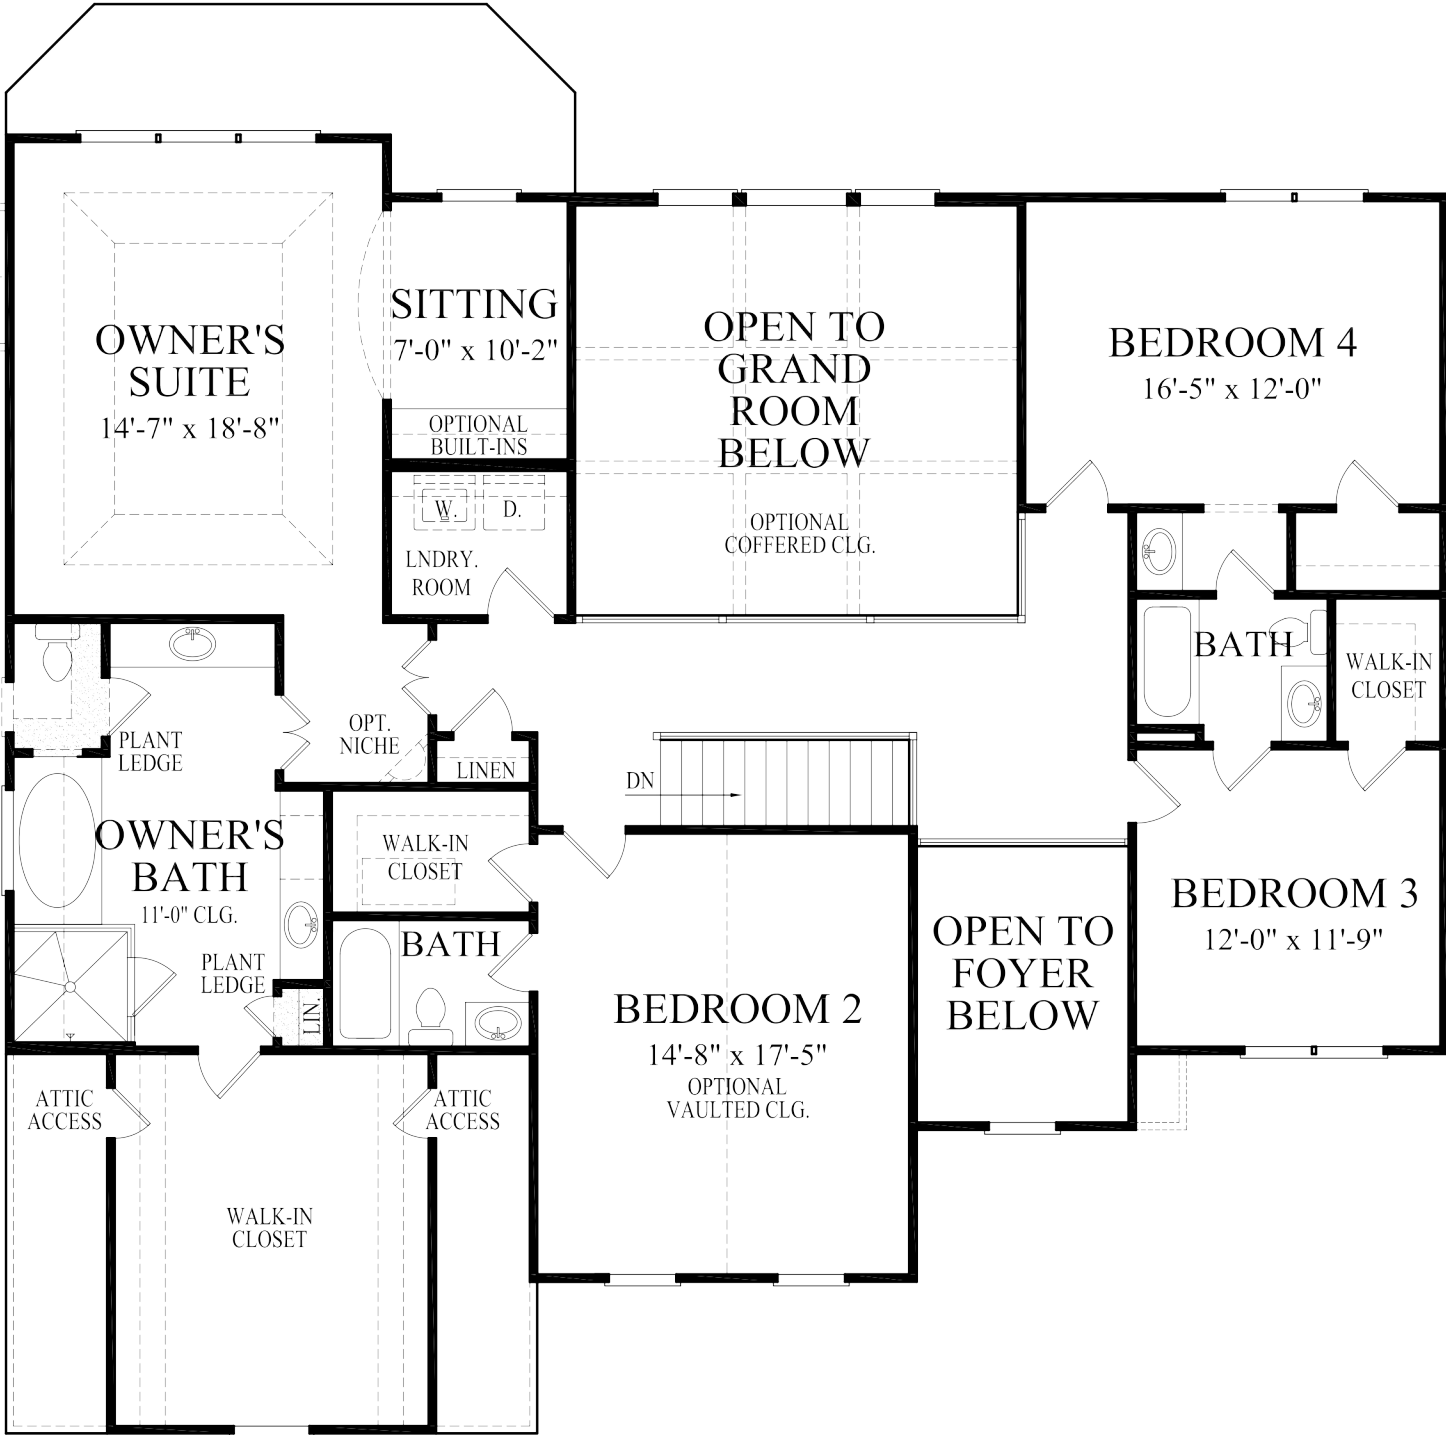 OWNER'S
SUITE
14'-7" x 18'-8"
SITTING
7'-0" x 10'-2"
OPTIONAL
BUILT-INS
OPEN TO
GRAND
ROOM
BELOW
OPTIONAL
COFFERED CLG.
BEDROOM 4
16'-5" x 12'-0"
W.
D.
LNDRY.
ROOM
BATH
WALK-IN
CLOSET
OPT.
NICHE
PLANT
LEDGE
LINEN
DN
OWNER'S
BATH
11'-0" CLG.
WALK-IN
CLOSET
BATH
PLANT
LEDGE
LIN.
BEDROOM 2
14'-8" x 17'-5"
OPTIONAL
VAULTED CLG.
OPEN TO
FOYER
BELOW
BEDROOM 3
12'-0" x 11'-9"
ATTIC
ACCESS
ATTIC
ACCESS
WALK-IN
CLOSET